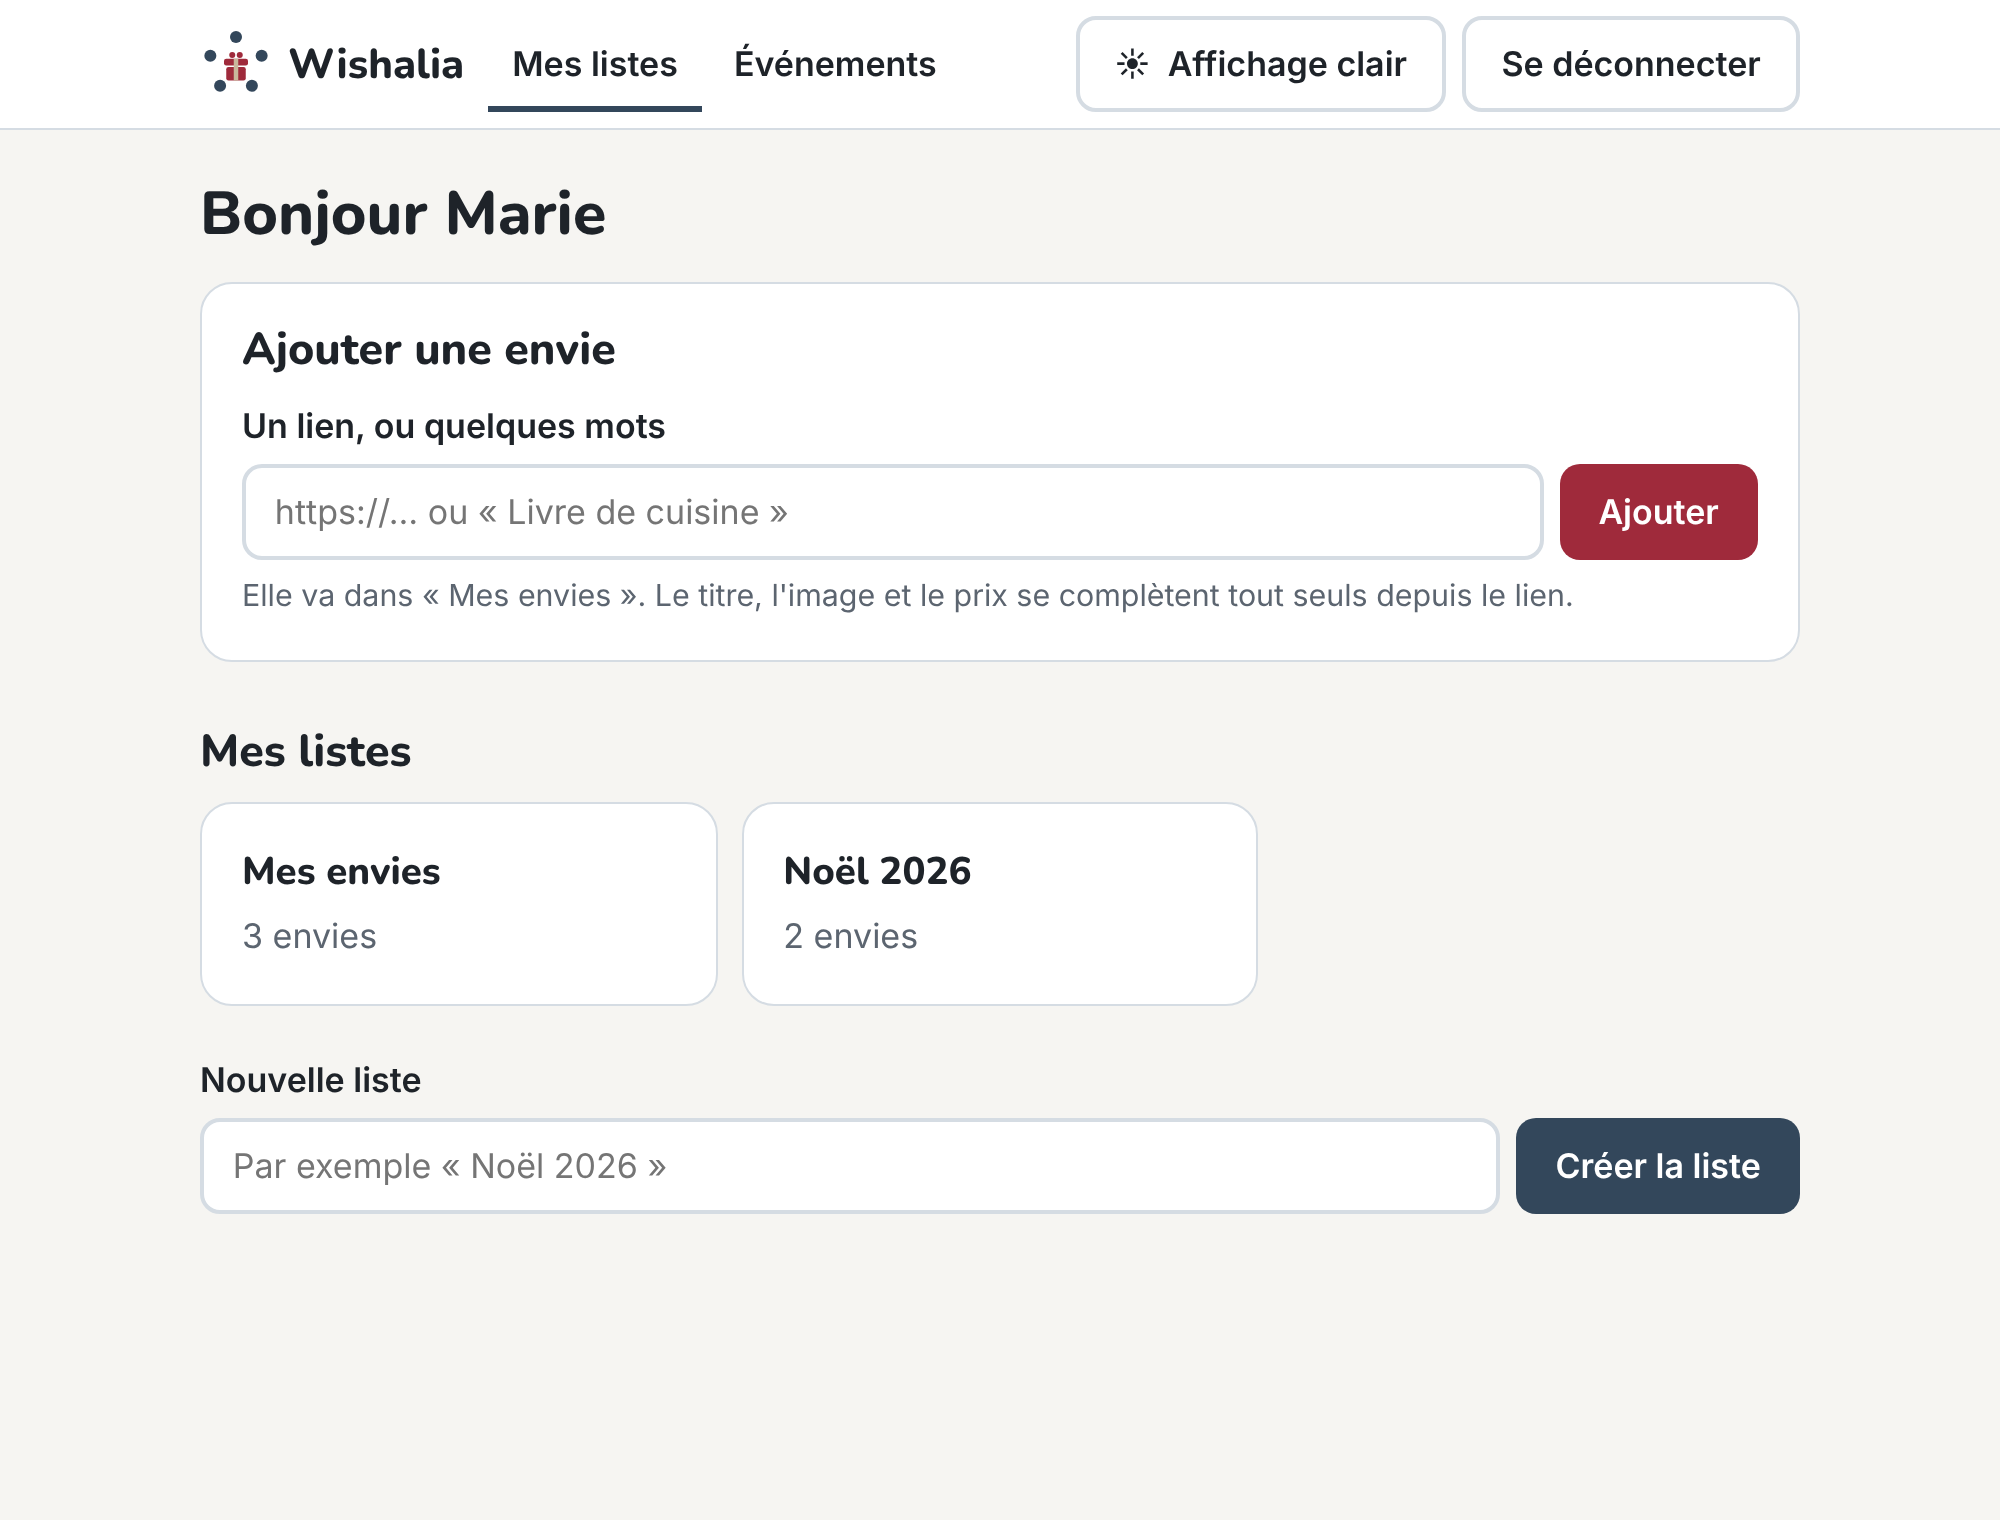 Wishalia
Mes listes
Événements
Affichage clair
Se déconnecter
Bonjour Marie
Ajouter une envie
Un lien, ou quelques mots
https://... ou « Livre de cuisine »
Ajouter
Elle va dans « Mes envies ». Le titre, l'image et le prix se complètent tout seuls depuis le lien.
Mes listes
Mes envies
3 envies
Noël 2026
2 envies
Nouvelle liste
Par exemple « Noël 2026 »
Créer la liste